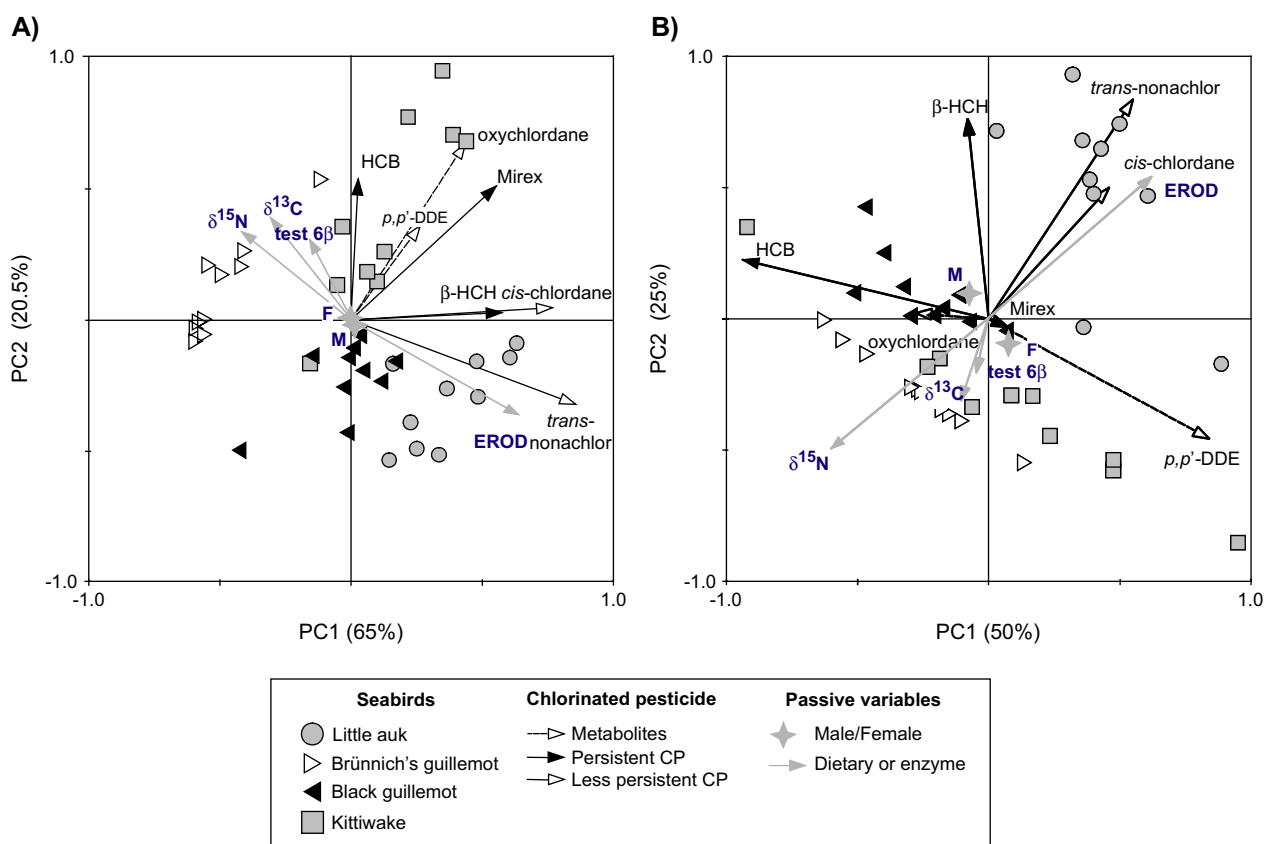 A)
1.0
oxychlordane
HCB
Mirex
δ15N
δ13C
p,p'-DDE
test 6β
β-HCH cis-chlordane
F
M
trans-
nonachlor
EROD
-1.0
-1.0
1.0
PC1 (65%)
PC2 (20.5%)
B)
1.0
trans-nonachlor
β-HCH
cis-chlordane
EROD
HCB
M
Mirex
oxychlordane
F
test 6β
δ13C
δ15N
p,p'-DDE
-1.0
-1.0
1.0
PC1 (50%)
PC2 (25%)
Seabirds
Little auk
Brünnich's guillemot
Black guillemot
Kittiwake
Chlorinated pesticide
Metabolites
Persistent CP
Less persistent CP
Passive variables
Male/Female
Dietary or enzyme